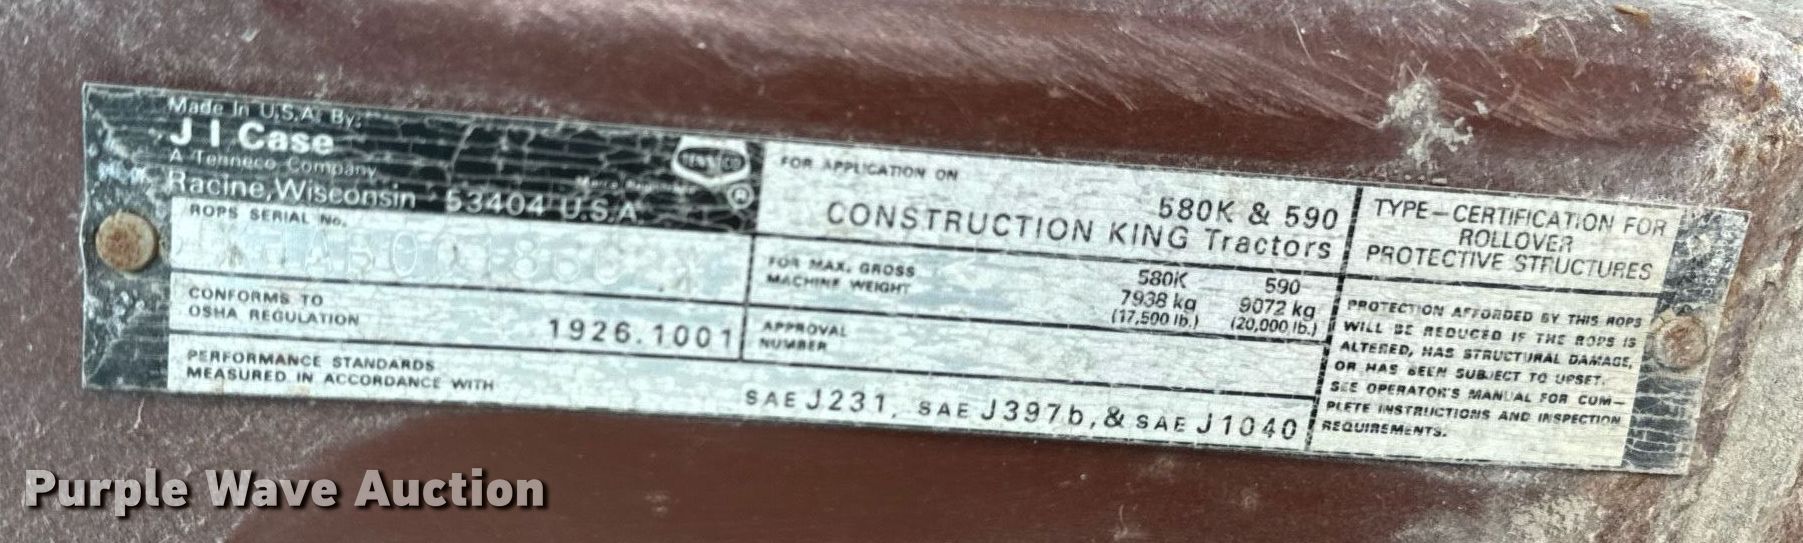 Made In U.S.A. By:
J I Case
A Tenneco Company
Racine, Wisconsin 53404 U.S.A
TENNECO
®
ROPS SERIAL No.
CONFORMS TO
OSHA REGULATION
1926.1001
PERFORMANCE STANDARDS
MEASURED IN ACCORDANCE WITH
SAE J231, SAE J397b, & SAE J1040
FOR APPLICATION ON
580K & 590
CONSTRUCTION KING Tractors
FOR MAX. GROSS
MACHINE WEIGHT
580K 590
7938 kg 9072 kg
(17,500 lb.) (20,000 lb.)
APPROVAL
NUMBER
TYPE-CERTIFICATION FOR
ROLLOVER
PROTECTIVE STRUCTURES
PROTECTION AFFORDED BY THIS ROPS
WILL BE REDUCED IF THE ROPS IS
ALTERED, HAS STRUCTURAL DAMAGE,
OR HAS BEEN SUBJECT TO UPSET.
SEE OPERATOR'S MANUAL FOR COM-
PLETE INSTRUCTIONS AND INSPECTION
REQUIREMENTS.
Purple Wave Auction